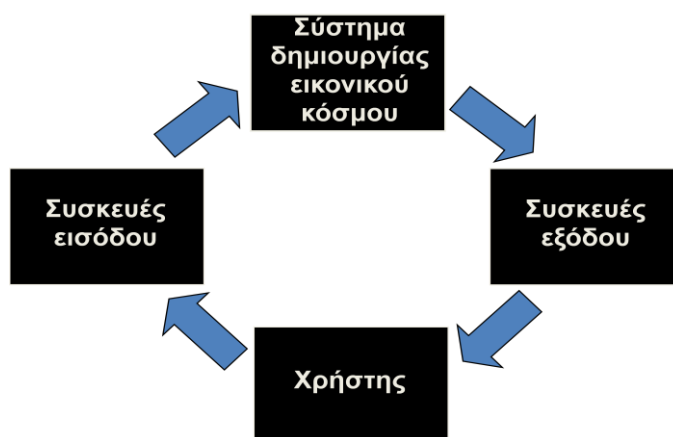 Σύστημα
δημιουργίας
εικονικού
κόσμου
Συσκευές
εισόδου
Συσκευές
εξόδου
Χρήστης